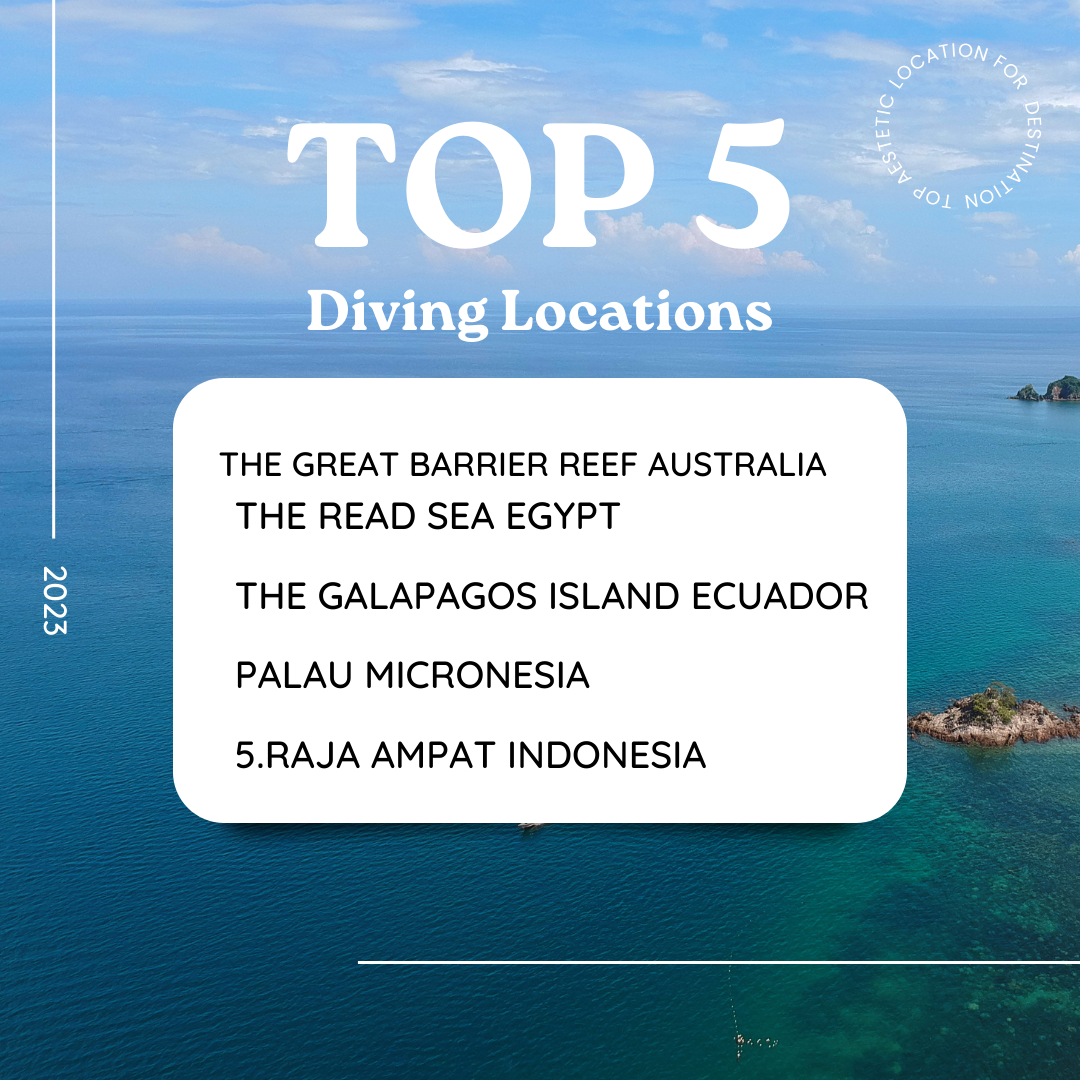 TOP AESTETIC LOCATION FOR DESTINATION
TOP 5
Diving Locations
THE GREAT BARRIER REEF AUSTRALIA
THE READ SEA EGYPT
THE GALAPAGOS ISLAND ECUADOR
PALAU MICRONESIA
5.RAJA AMPAT INDONESIA
2023